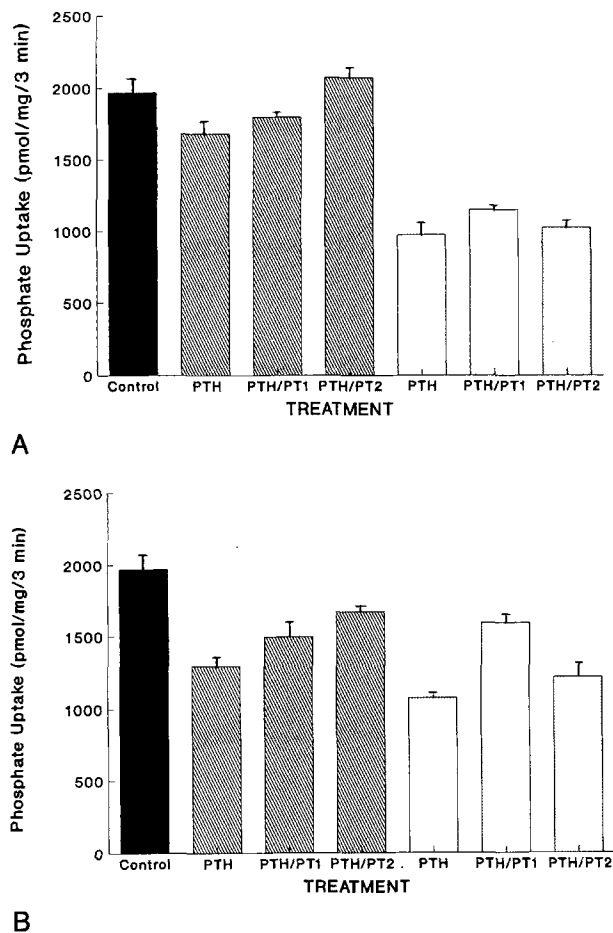 2500
2000
1500
1000
500
0
Phosphate Uptake (pmol/mg/3 min)
Control PTH PTH/PT1 PTH/PT2 PTH PTH/PT1 PTH/PT2
TREATMENT
A
2500
2000
1500
1000
500
0
Phosphate Uptake (pmol/mg/3 min)
Control PTH PTH/PT1 PTH/PT2 . PTH PTH/PT1 PTH/PT2
TREATMENT
B